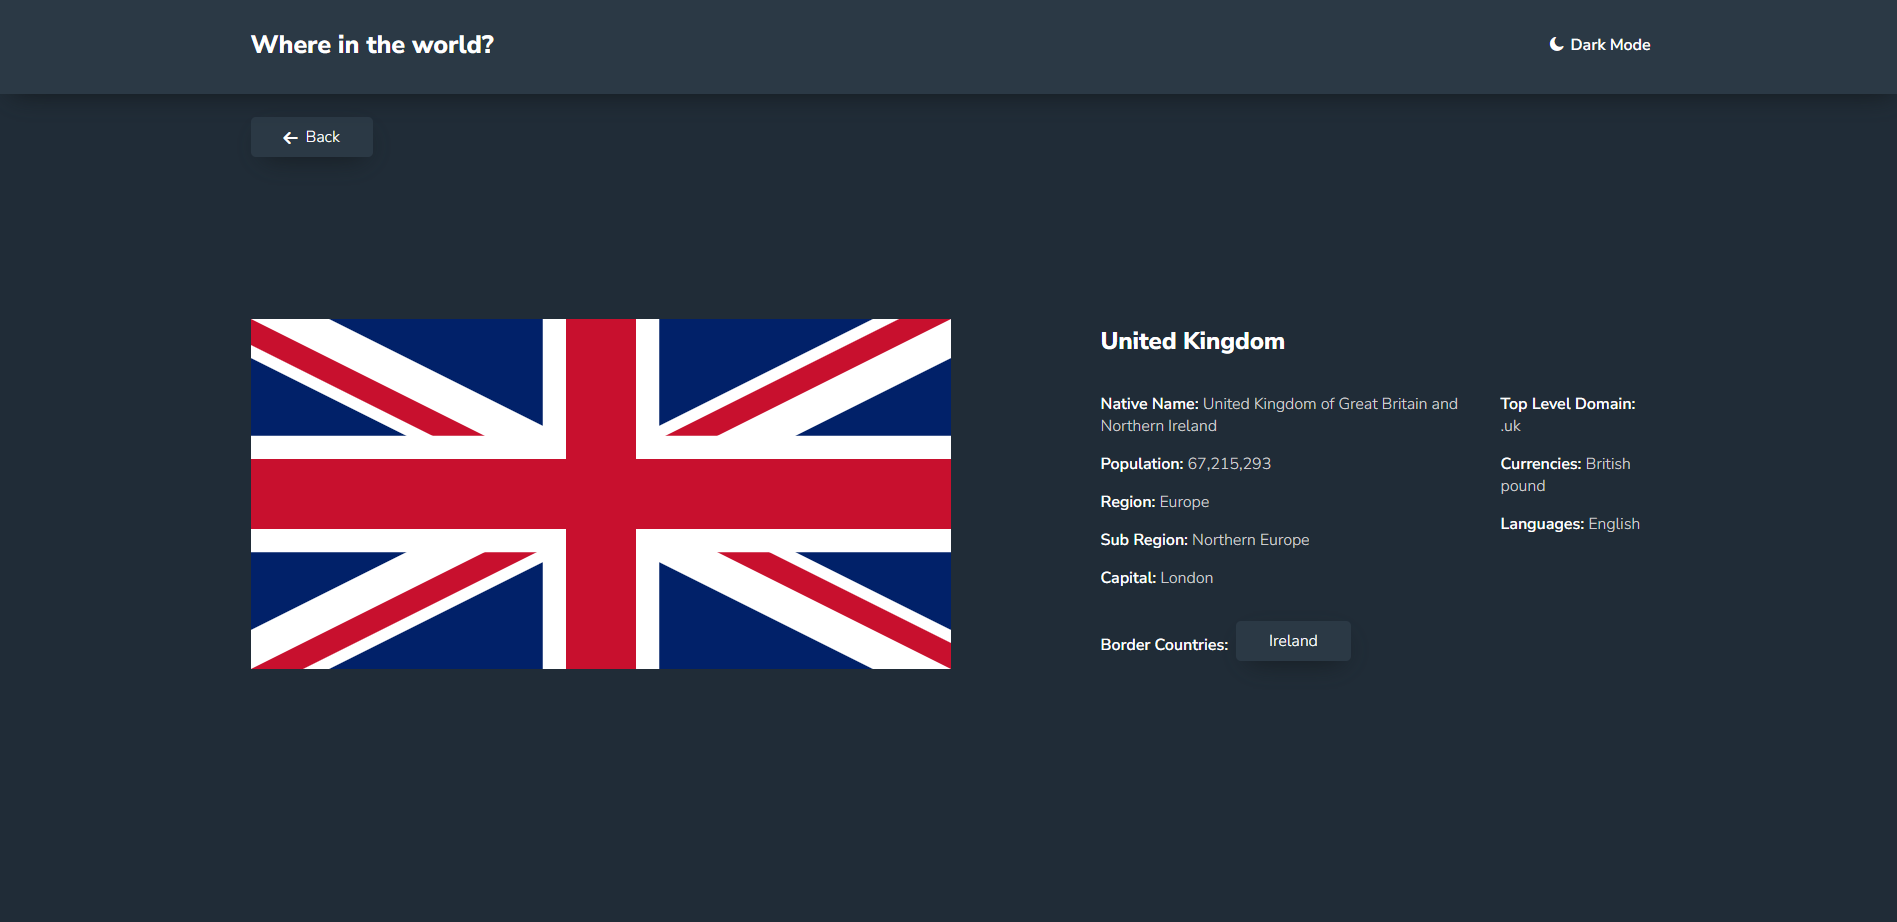 Where in the world?
Dark Mode
Back
United Kingdom
Native Name: United Kingdom of Great Britain and
Northern Ireland
Population: 67,215,293
Region: Europe
Sub Region: Northern Europe
Capital: London
Top Level Domain:
.uk
Currencies: British
pound
Languages: English
Border Countries: Ireland